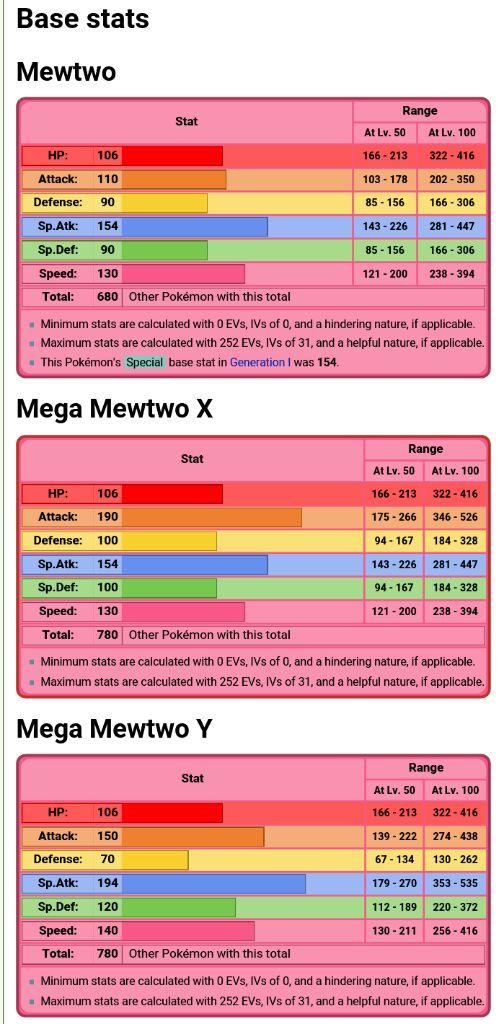 Base stats
Mewtwo
Stat Range
At Lv. 50 At Lv. 100
HP: 106 166 - 213 322 - 416
Attack: 110 103 - 178 202 - 350
Defense: 90 85 - 156 166 - 306
Sp.Atk: 154 143 - 226 281 - 447
Sp.Def: 90 85 - 156 166 - 306
Speed: 130 121 - 200 238 - 394
Total: 680 Other Pokémon with this total
Minimum stats are calculated with 0 EVs, IVs of 0, and a hindering nature, if applicable.
Maximum stats are calculated with 252 EVs, IVs of 31, and a helpful nature, if applicable.
This Pokémon's Special base stat in Generation I was 154.
Mega Mewtwo X
Stat Range
At Lv. 50 At Lv. 100
HP: 106 166 - 213 322 - 416
Attack: 190 175 - 266 346 - 526
Defense: 100 94 - 167 184 - 328
Sp.Atk: 154 143 - 226 281 - 447
Sp.Def: 100 94 - 167 184 - 328
Speed: 130 121 - 200 238 - 394
Total: 780 Other Pokémon with this total
Minimum stats are calculated with 0 EVs, IVs of 0, and a hindering nature, if applicable.
Maximum stats are calculated with 252 EVs, IVs of 31, and a helpful nature, if applicable.
Mega Mewtwo Y
Stat Range
At Lv. 50 At Lv. 100
HP: 106 166 - 213 322 - 416
Attack: 150 139 - 222 274 - 438
Defense: 70 67 - 134 130 - 262
Sp.Atk: 194 179 - 270 353 - 535
Sp.Def: 120 112 - 189 220 - 372
Speed: 140 130 - 211 256 - 416
Total: 780 Other Pokémon with this total
Minimum stats are calculated with 0 EVs, IVs of 0, and a hindering nature, if applicable.
Maximum stats are calculated with 252 EVs, IVs of 31, and a helpful nature, if applicable.